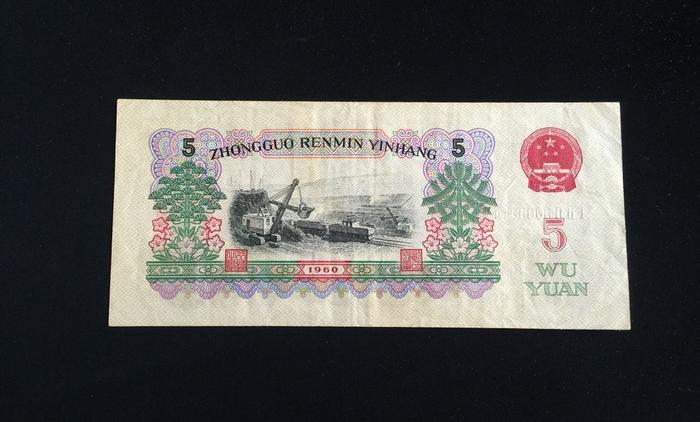 5 ZHONGGUO RENMIN YINHANG 5
5
1960
WU
YUAN